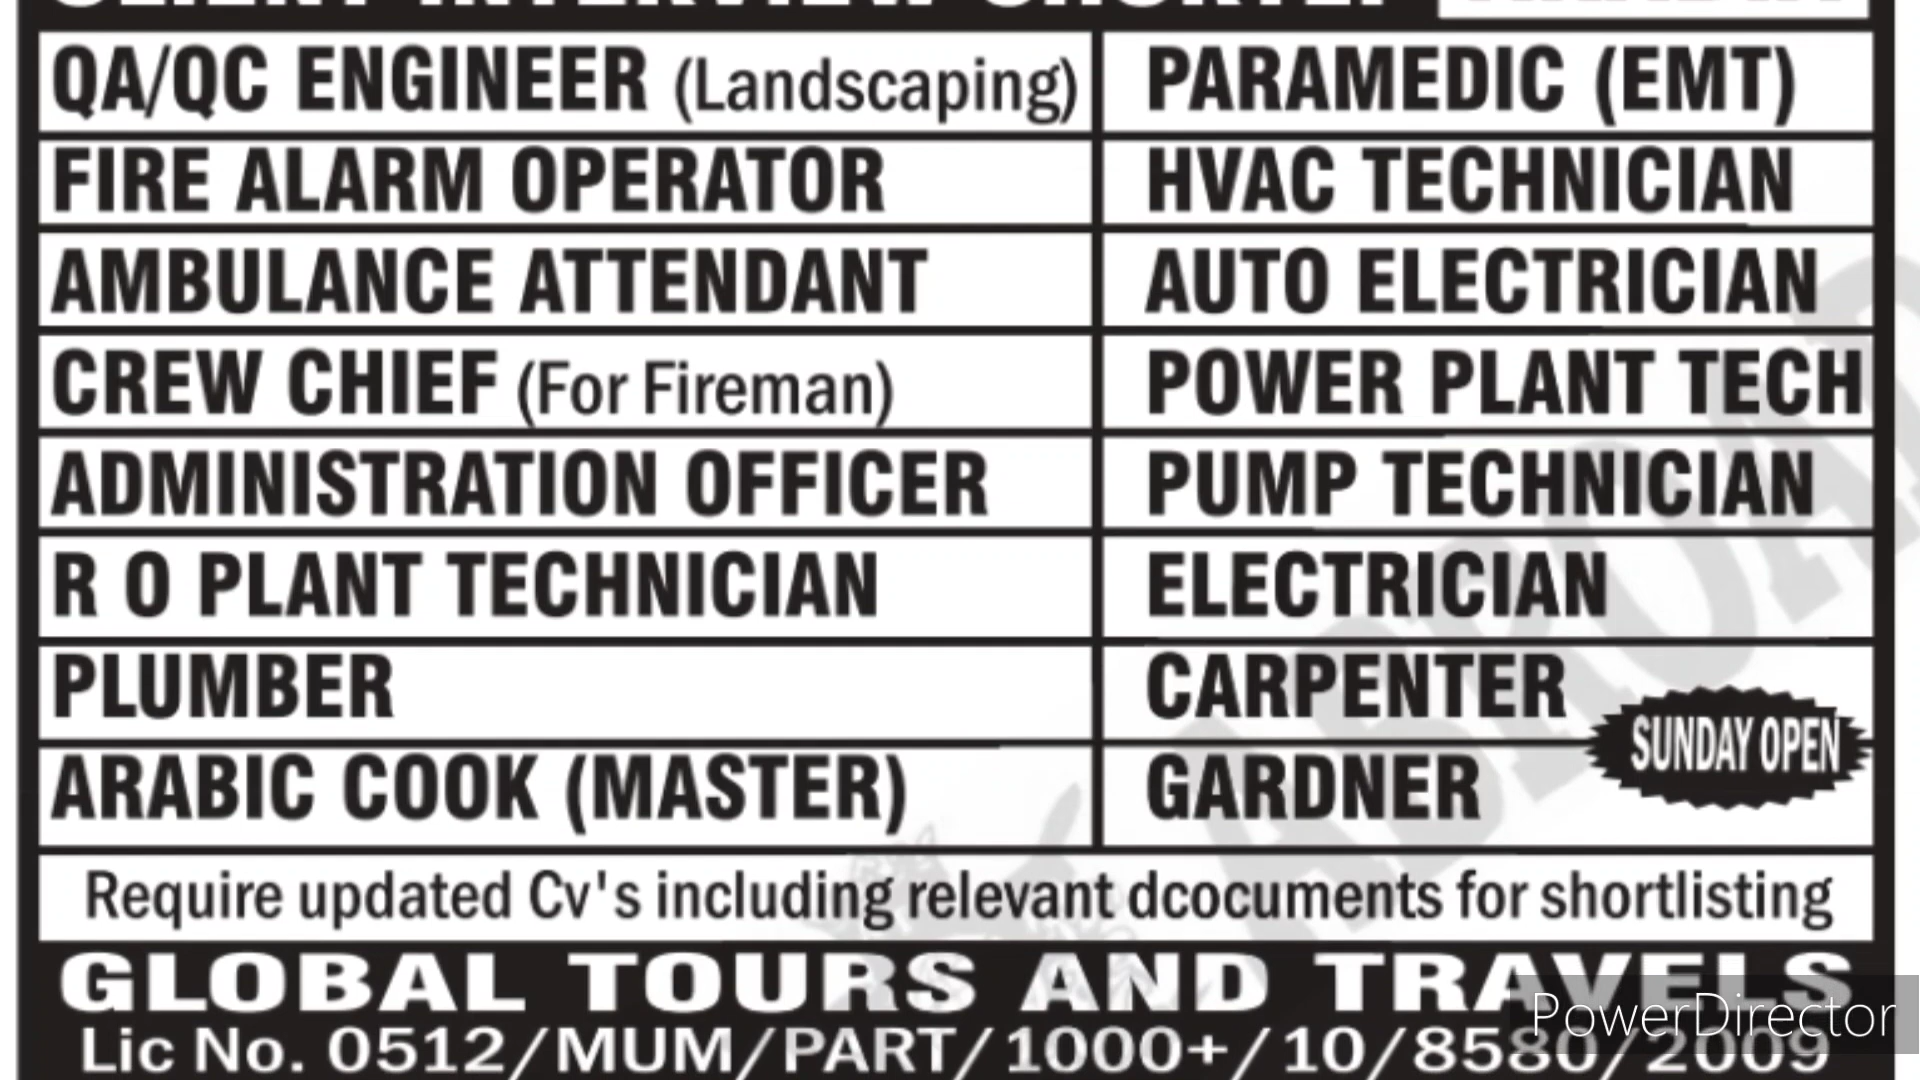 CLIENT INTERVIEW SHORTLY
QA/QC ENGINEER (Landscaping) PARAMEDIC (EMT)
FIRE ALARM OPERATOR HVAC TECHNICIAN
AMBULANCE ATTENDANT AUTO ELECTRICIAN
CREW CHIEF (For Fireman) POWER PLANT TECH
ADMINISTRATION OFFICER PUMP TECHNICIAN
R O PLANT TECHNICIAN ELECTRICIAN
PLUMBER CARPENTER
SUNDAY OPEN
ARABIC COOK (MASTER) GARDNER
Require updated Cv's including relevant dcocuments for shortlisting
GLOBAL TOURS AND TRAVELS
Lic No. 0512/MUM/PART/1000+/10/8580/2009
PowerDirector